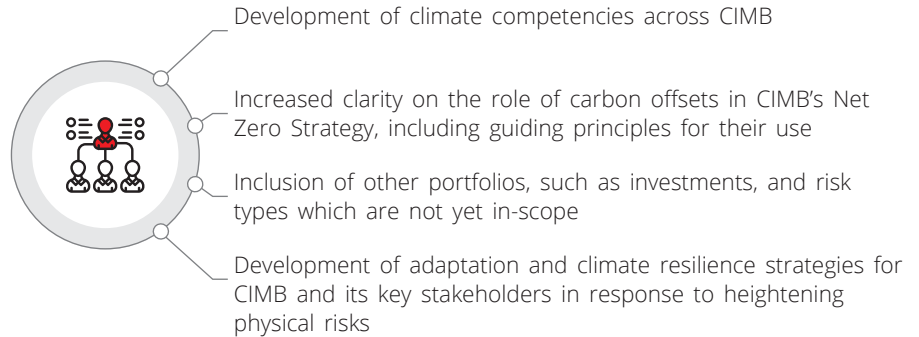 Development of climate competencies across CIMB
Increased clarity on the role of carbon offsets in CIMB's Net
Zero Strategy, including guiding principles for their use
Inclusion of other portfolios, such as investments, and risk
types which are not yet in-scope
Development of adaptation and climate resilience strategies for
CIMB and its key stakeholders in response to heightening
physical risks